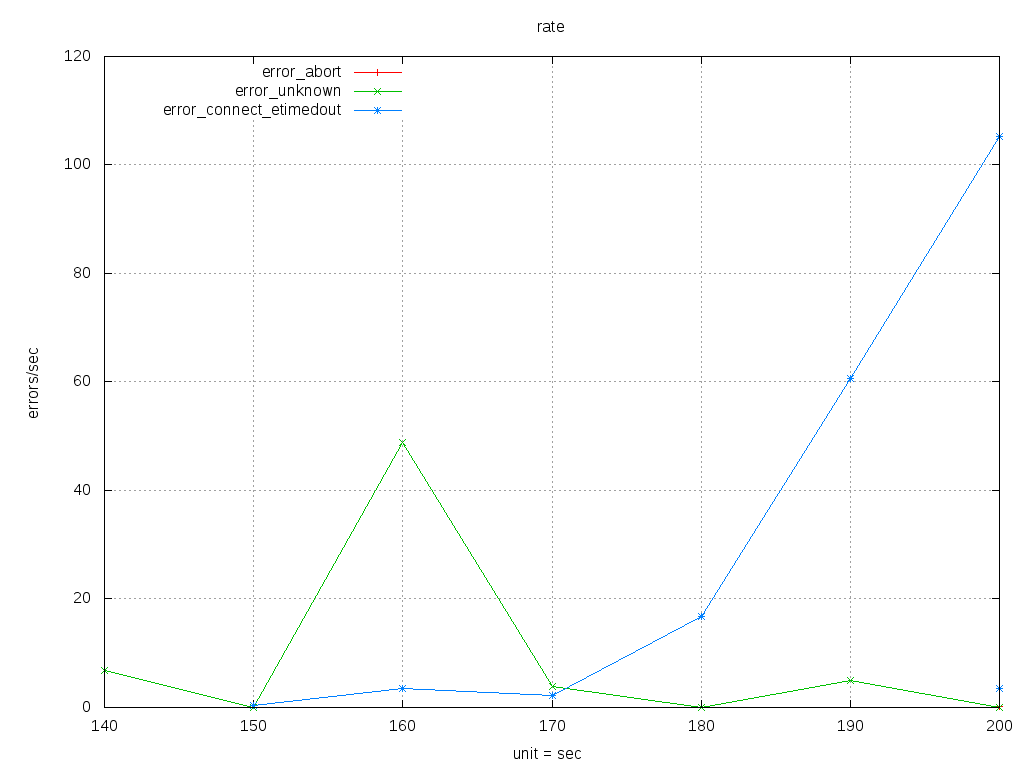 rate
120
100
80
60
40
20
0
errors/sec
error_abort
error_unknown
error_connect_etimedout
140 150 160 170 180 190 200
unit = sec